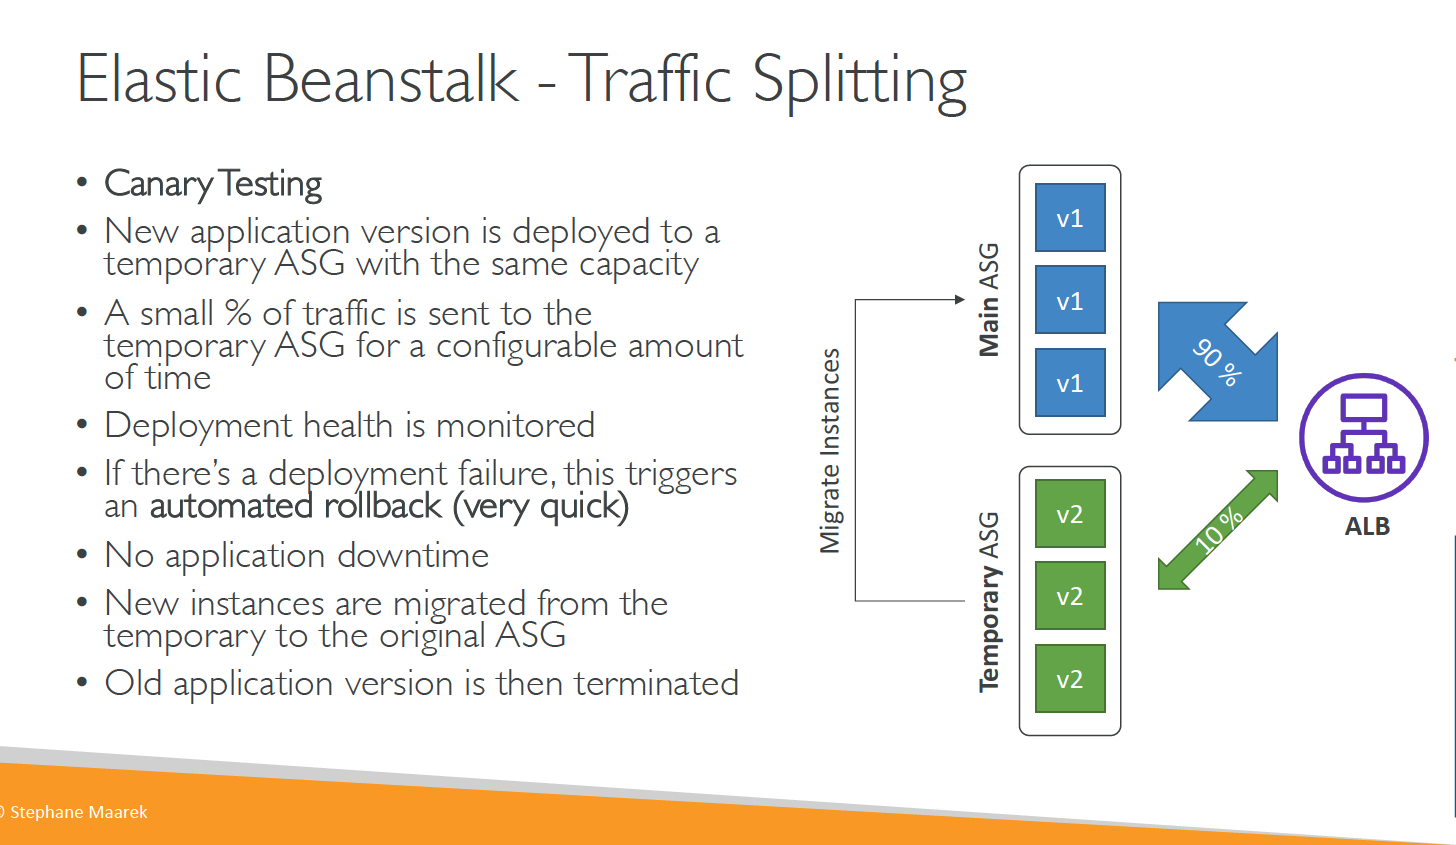 Elastic Beanstalk - Traffic Splitting
• Canary Testing
• New application version is deployed to a
temporary ASG with the same capacity
• A small % of traffic is sent to the
temporary ASG for a configurable amount
of time
• Deployment health is monitored
• If there's a deployment failure, this triggers
an automated rollback (very quick)
• No application downtime
• New instances are migrated from the
temporary to the original ASG
• Old application version is then terminated
Migrate Instances
Main ASG
v1
v1
v1
Temporary ASG
v2
v2
v2
90 %
10 %
ALB
© Stephane Maarek